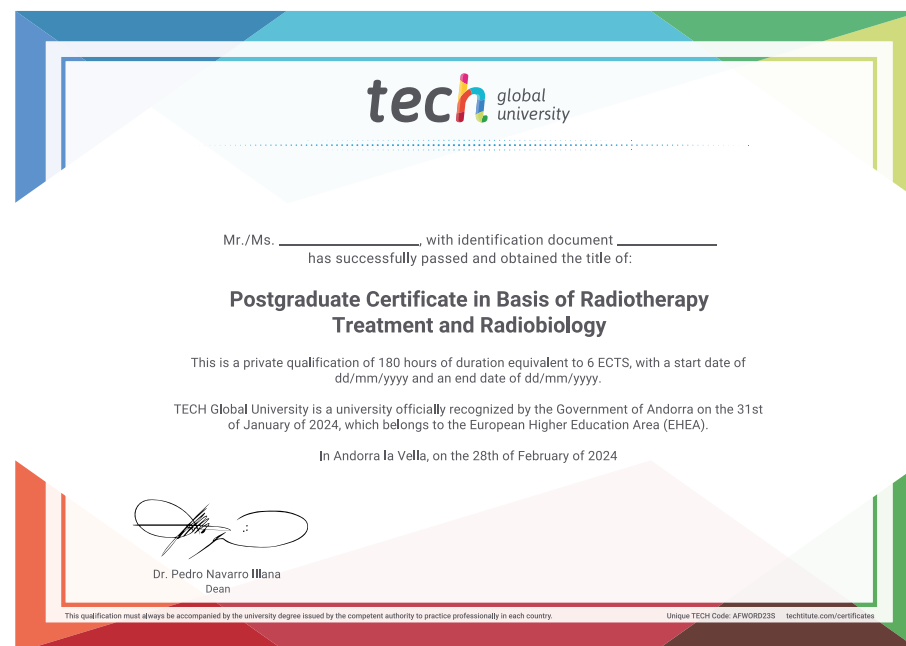 tech global university
Mr./Ms. ____________, with identification document ____________
has successfully passed and obtained the title of:
Postgraduate Certificate in Basis of Radiotherapy
Treatment and Radiobiology
This is a private qualification of 180 hours of duration equivalent to 6 ECTS, with a start date of
dd/mm/yyyy and an end date of dd/mm/yyyy.
TECH Global University is a university officially recognized by the Government of Andorra on the 31st
of January of 2024, which belongs to the European Higher Education Area (EHEA).
In Andorra la Vella, on the 28th of February of 2024
Dr. Pedro Navarro Illana
Dean
This qualification must always be accompanied by the university degree issued by the competent authority to practice professionally in each country.
Unique TECH Code: AFWORD23S techtitute.com/certificates